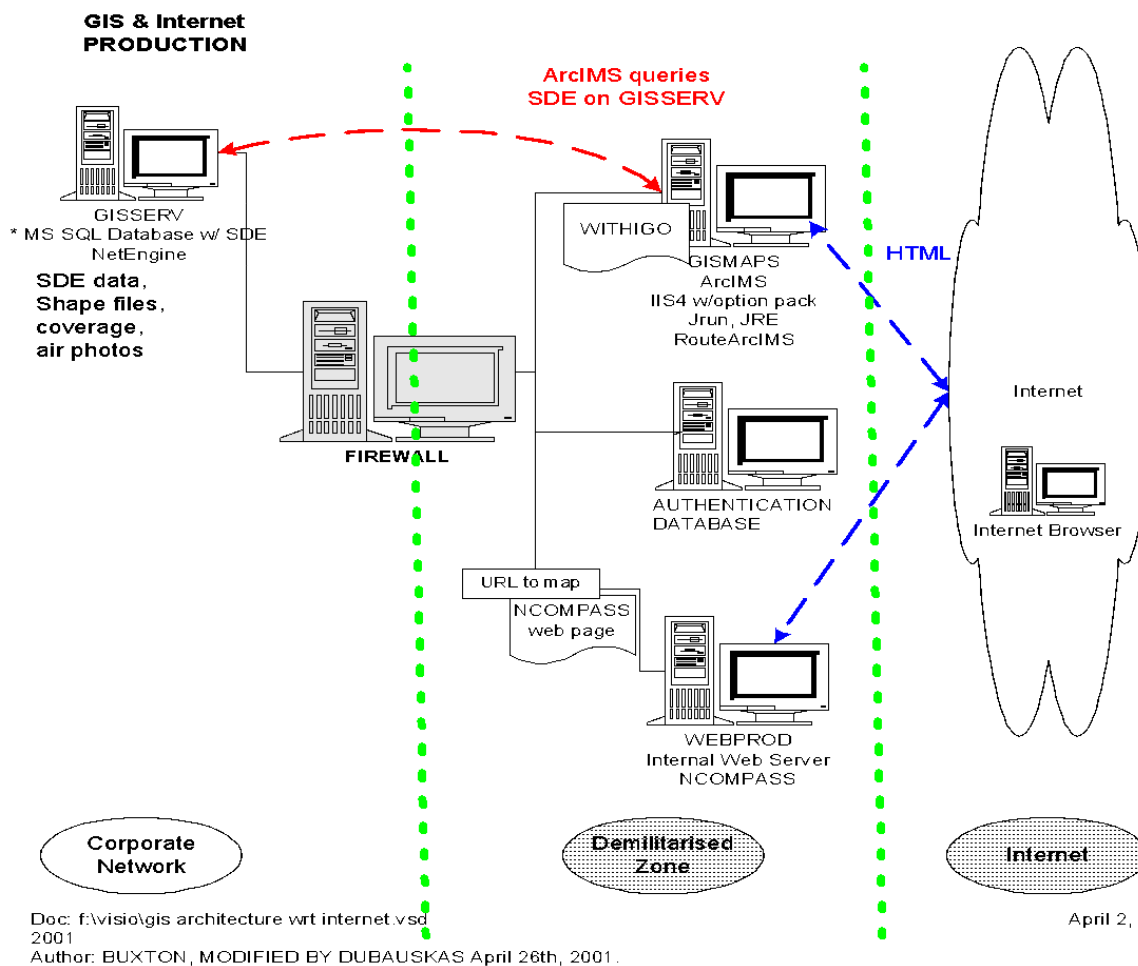 GIS & Internet
PRODUCTION
ArcIMS queries
SDE on GISSERV
GISSERV
* MS SQL Database w/ SDE
NetEngine
SDE data,
Shape files,
coverage,
air photos
WITHIGO
GISMAPS
ArcIMS
IIS4 w/option pack
Jrun, JRE
RouteArcIMS
HTML
Internet
Internet Browser
FIREWALL
AUTHENTICATION
DATABASE
URL to map
NCOMPASS
web page
WEBPROD
Internal Web Server
NCOMPASS
Corporate
Network
Demilitarised
Zone
Internet
Doc: f:\visio\gis architecture wrt internet.vsd
April 2,
2001
Author: BUXTON, MODIFIED BY DUBAUSKAS April 26th, 2001.